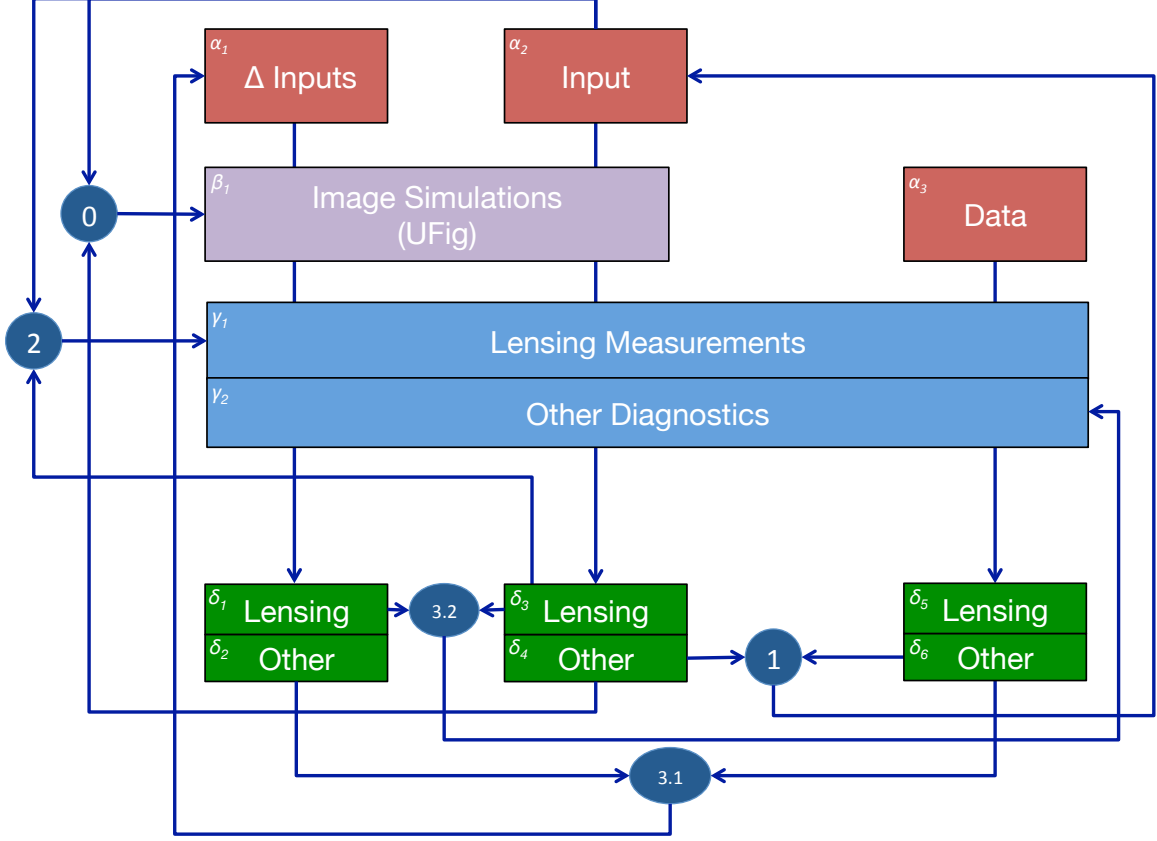 α1
Δ Inputs
α2
Input
β1
Image Simulations
(UFig)
α3
Data
0
γ1
Lensing Measurements
2
γ2
Other Diagnostics
δ1
Lensing
3.2
δ3
Lensing
δ5
Lensing
δ2
Other
δ4
Other
1
δ6
Other
3.1